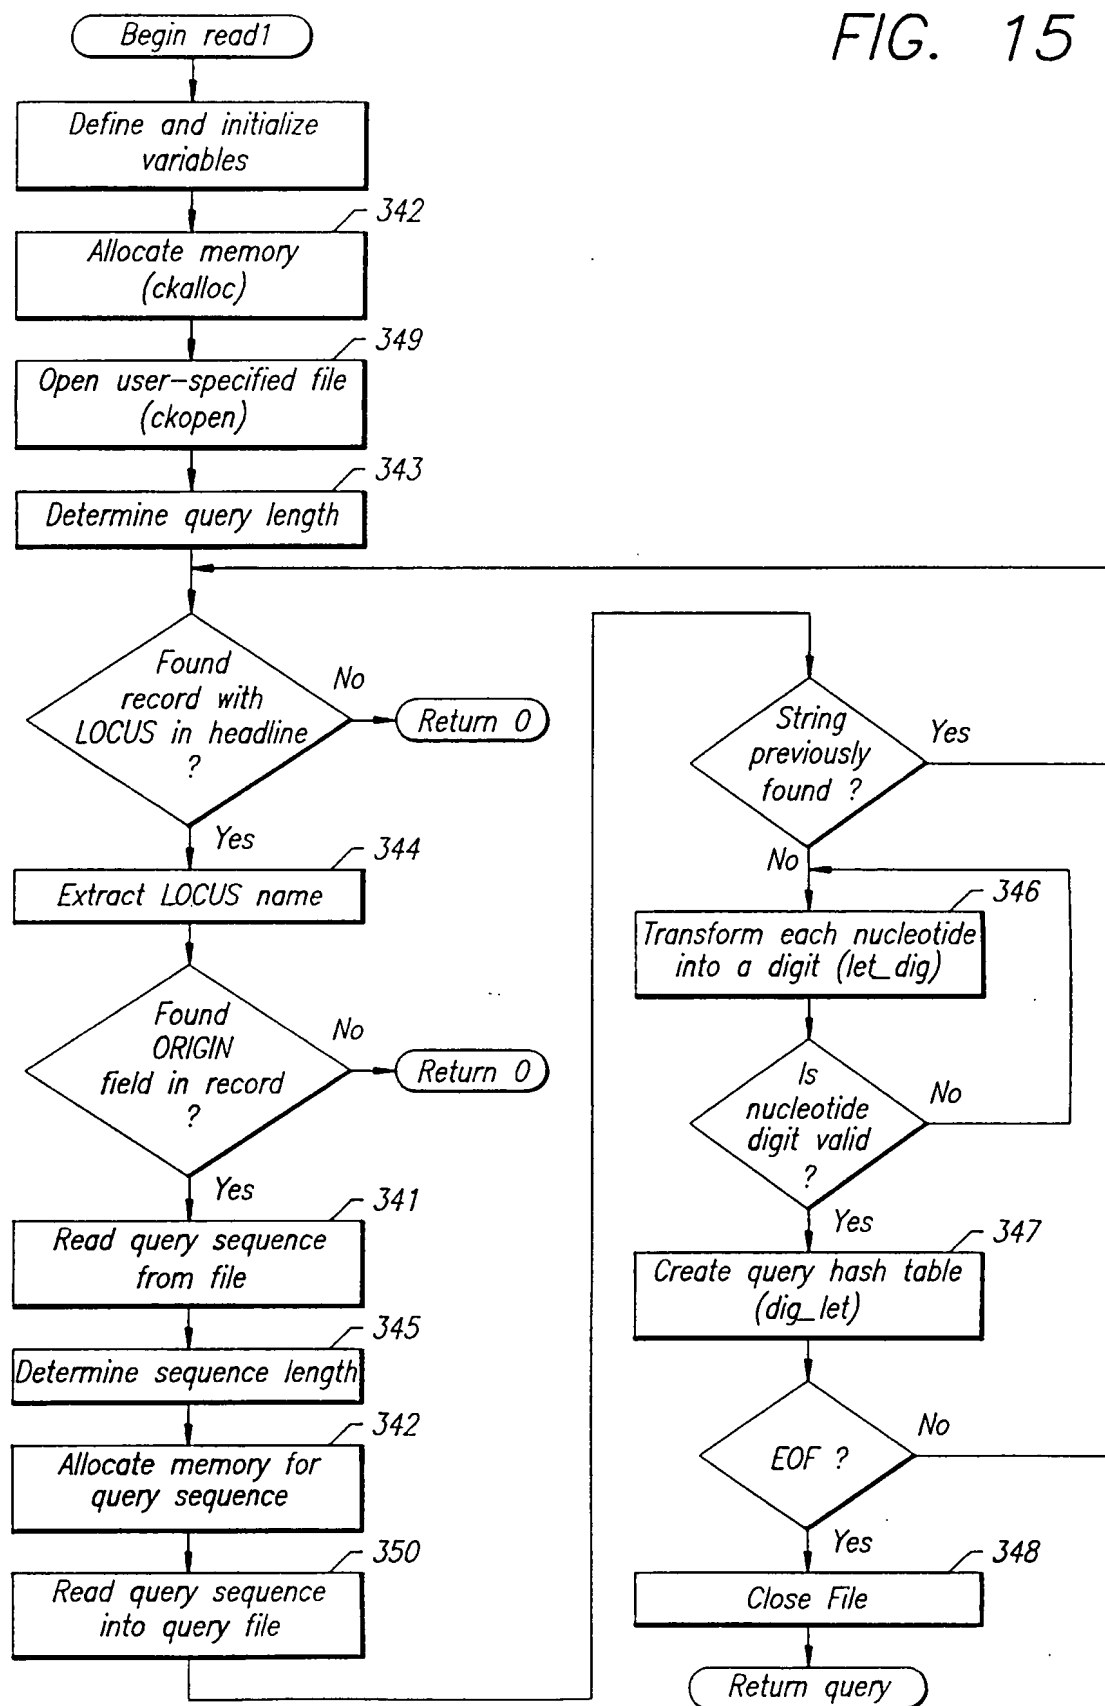 FIG. 15
Begin read1
Define and initialize
variables
342
Allocate memory
(ckalloc)
349
Open user-specified file
(ckopen)
343
Determine query length
Found
record with
LOCUS in headline
?
No
Return 0
Yes
344
Extract LOCUS name
Found
ORIGIN
field in record
?
No
Return 0
Yes
341
Read query sequence
from file
345
Determine sequence length
342
Allocate memory for
query sequence
350
Read query sequence
into query file
String
previously
found ?
Yes
No
346
Transform each nucleotide
into a digit (let_dig)
Is
nucleotide
digit valid
?
No
Yes
347
Create query hash table
(dig_let)
EOF ?
No
Yes
348
Close File
Return query